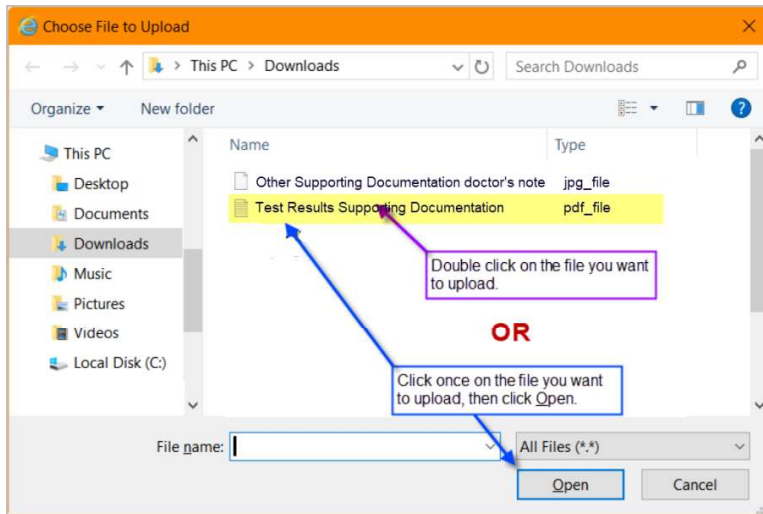 Choose File to Upload
This PC > Downloads
Search Downloads
Organize
New folder
This PC
Desktop
Documents
Downloads
Music
Pictures
Videos
Local Disk (C:)
Name Type
Other Supporting Documentation doctor's note jpg_file
Test Results Supporting Documentation pdf_file
Double click on the file you want
to upload.
OR
Click once on the file you want
to upload, then click Open.
File name:
All Files (*.*)
Open
Cancel